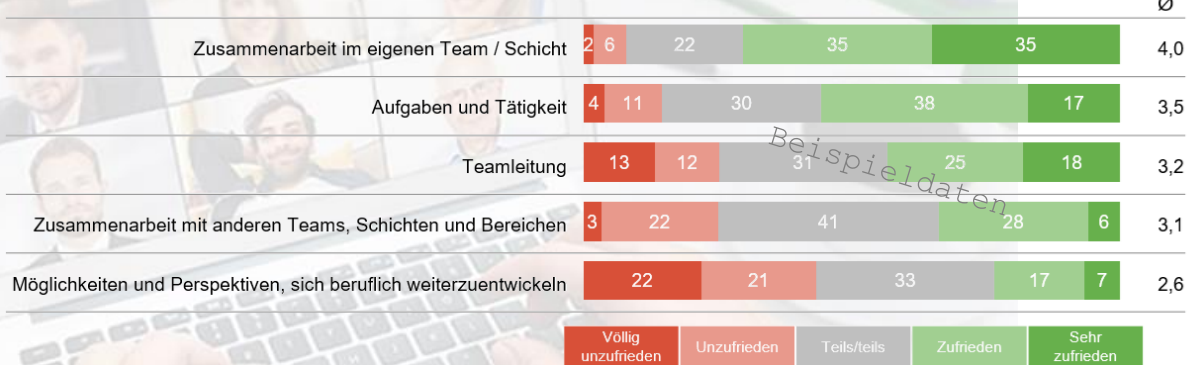 Ø
Zusammenarbeit im eigenen Team / Schicht 2 6 22 35 35 4,0
Aufgaben und Tätigkeit 4 11 30 38 17 3,5
Teamleitung 13 12 31 25 18 3,2
Beispieldaten
Zusammenarbeit mit anderen Teams, Schichten und Bereichen 3 22 41 28 6 3,1
Möglichkeiten und Perspektiven, sich beruflich weiterzuentwickeln 22 21 33 17 7 2,6
Völlig unzufrieden Unzufrieden Teils/teils Zufrieden Sehr zufrieden